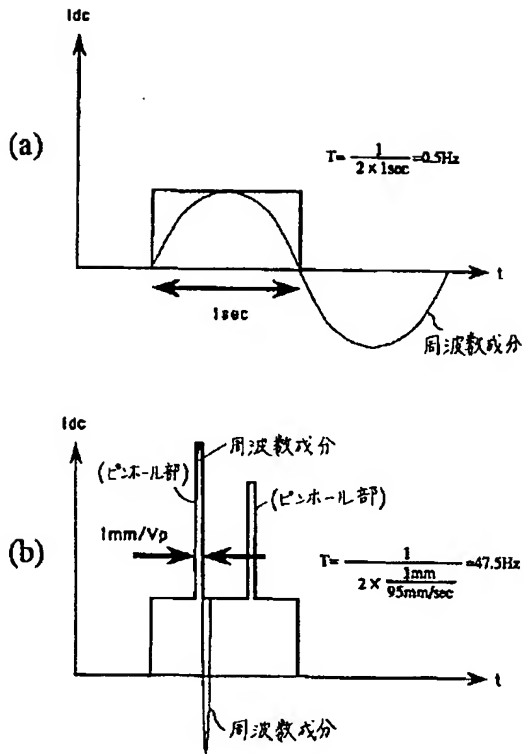 Idc
(a)
T= 1/(2×1sec) =0.5Hz
t
1sec
周波数成分
Idc
周波数成分
(ピンホール部)
(ピンホール部)
1mm/Vp
(b)
T= 1/(2× 1mm/(95mm/sec)) =47.5Hz
t
周波数成分